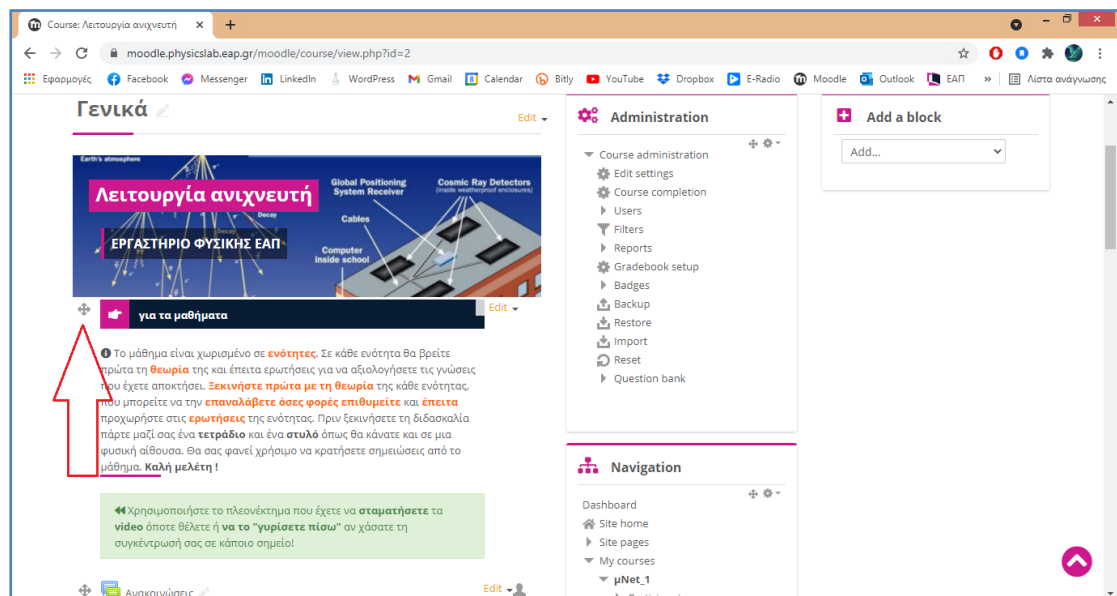 Course: Λειτουργία ανιχνευτή
moodle.physicslab.eap.gr/moodle/course/view.php?id=2
Εφαρμογές Facebook Messenger LinkedIn WordPress Gmail Calendar Bitly YouTube Dropbox E-Radio Moodle Outlook ΕΑΠ » Λίστα ανάγνωσης
Γενικά
Edit
Earth's atmosphere
Λειτουργία ανιχνευτή
ΕΡΓΑΣΤΗΡΙΟ ΦΥΣΙΚΗΣ ΕΑΠ
Decay
Decay
Global Positioning
System Receiver
Cosmic Ray Detectors
(inside weatherproof enclosures)
Cables
Computer
inside school
για τα μαθήματα
Edit
Το μάθημα είναι χωρισμένο σε ενότητες. Σε κάθε ενότητα θα βρείτε
πρώτα τη θεωρία της και έπειτα ερωτήσεις για να αξιολογήσετε τις γνώσεις
που έχετε αποκτήσει. Ξεκινήστε πρώτα με τη θεωρία της κάθε ενότητας,
που μπορείτε να την επαναλάβετε όσες φορές επιθυμείτε και έπειτα
προχωρήστε στις ερωτήσεις της ενότητας. Πριν ξεκινήσετε τη διδασκαλία
πάρτε μαζί σας ένα τετράδιο και ένα στυλό όπως θα κάνατε και σε μια
φυσική αίθουσα. Θα σας φανεί χρήσιμο να κρατήσετε σημειώσεις από το
μάθημα. Καλή μελέτη !
Χρησιμοποιήστε το πλεονέκτημα που έχετε να σταματήσετε τα
video όποτε θέλετε ή να το "γυρίσετε πίσω" αν χάσατε τη
συγκέντρωσή σας σε κάποιο σημείο!
Ανακοινώσεις
Edit
Administration
Course administration
Edit settings
Course completion
Users
Filters
Reports
Gradebook setup
Badges
Backup
Restore
Import
Reset
Question bank
Navigation
Dashboard
Site home
Site pages
My courses
μNet_1
Add a block
Add...